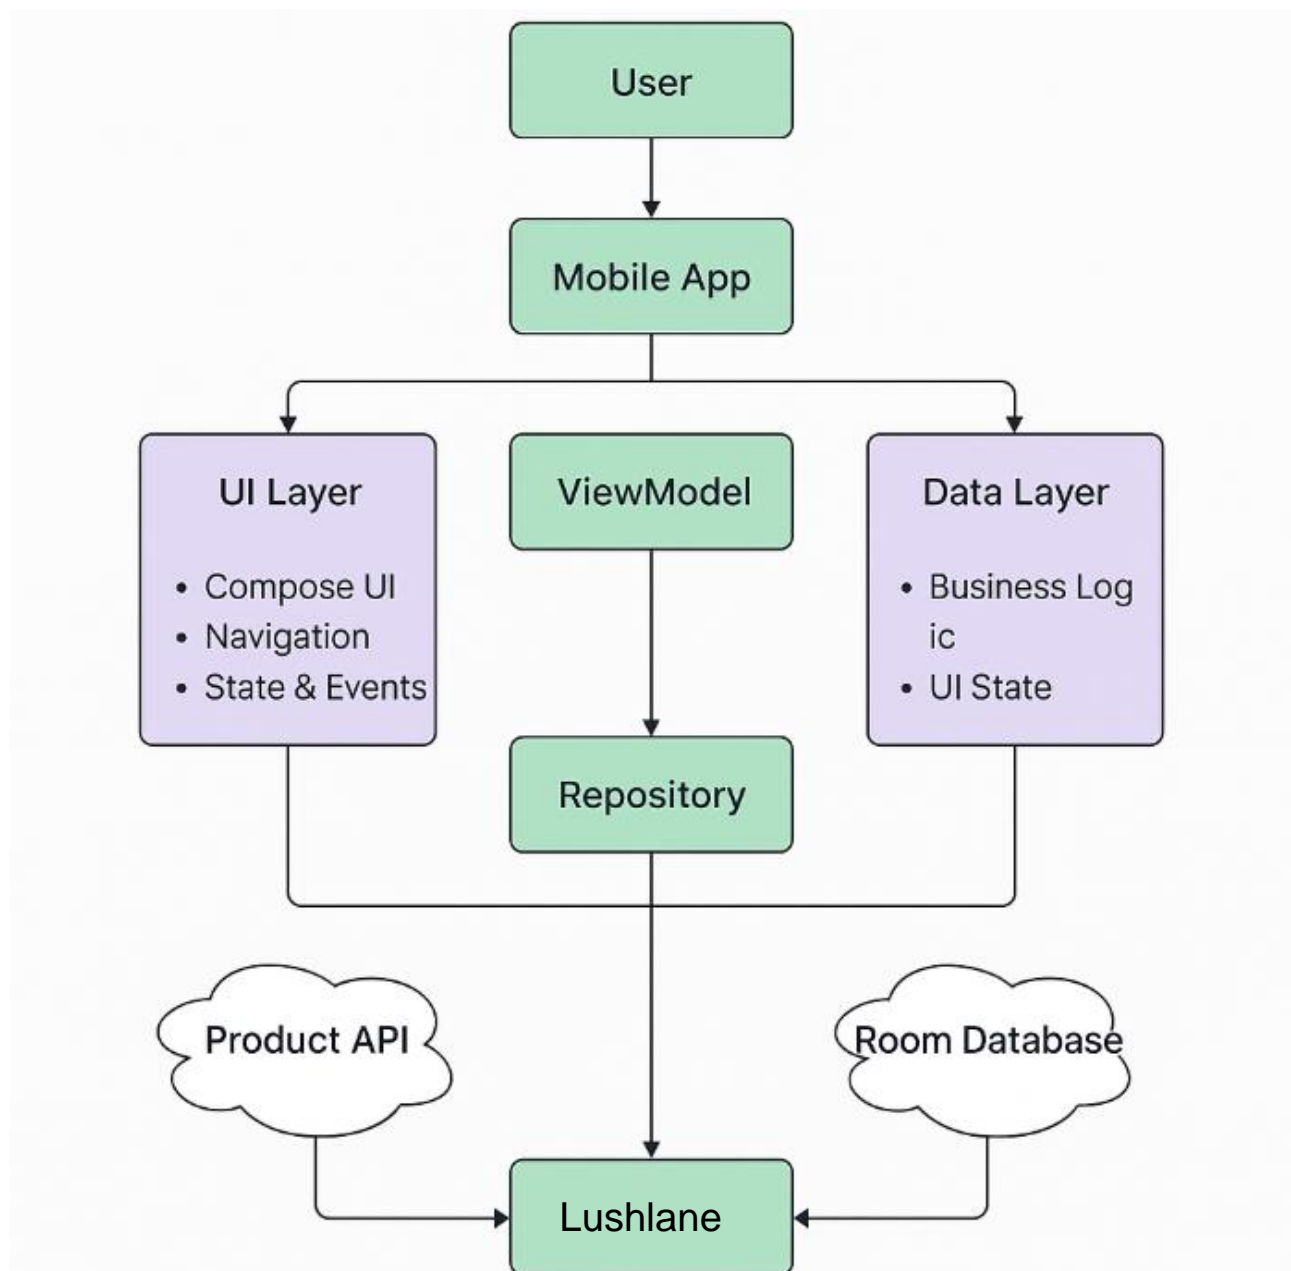 User
Mobile App
UI Layer
• Compose UI
• Navigation
• State & Events
ViewModel
Data Layer
• Business Log
ic
• UI State
Repository
Product API
Room Database
Lushlane